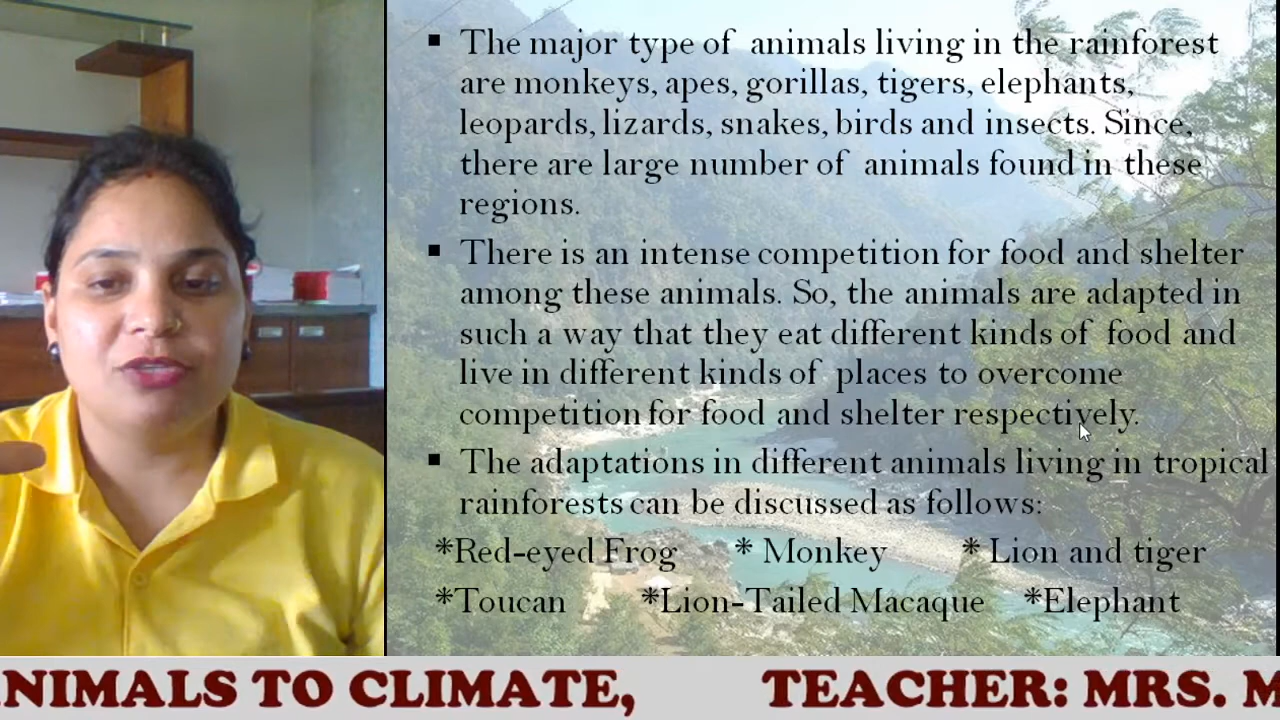 ▪ The major type of animals living in the rainforest
are monkeys, apes, gorillas, tigers, elephants,
leopards, lizards, snakes, birds and insects. Since,
there are large number of animals found in these
regions.
▪ There is an intense competition for food and shelter
among these animals. So, the animals are adapted in
such a way that they eat different kinds of food and
live in different kinds of places to overcome
competition for food and shelter respectively.
▪ The adaptations in different animals living in tropical
rainforests can be discussed as follows:
*Red-eyed Frog * Monkey * Lion and tiger
*Toucan *Lion-Tailed Macaque *Elephant
NIMALS TO CLIMATE, TEACHER: MRS. M